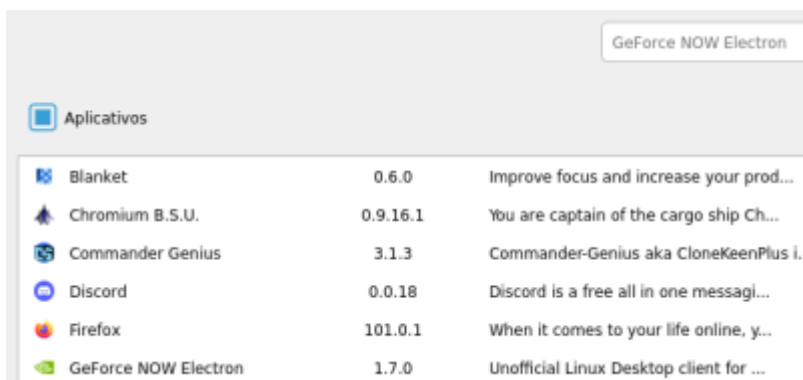 GeForce NOW Electron
Aplicativos
Blanket 0.6.0 Improve focus and increase your prod...
Chromium B.S.U. 0.9.16.1 You are captain of the cargo ship Ch...
Commander Genius 3.1.3 Commander-Genius aka CloneKeenPlus i.
Discord 0.0.18 Discord is a free all in one messagi...
Firefox 101.0.1 When it comes to your life online, y...
GeForce NOW Electron 1.7.0 Unofficial Linux Desktop client for ...